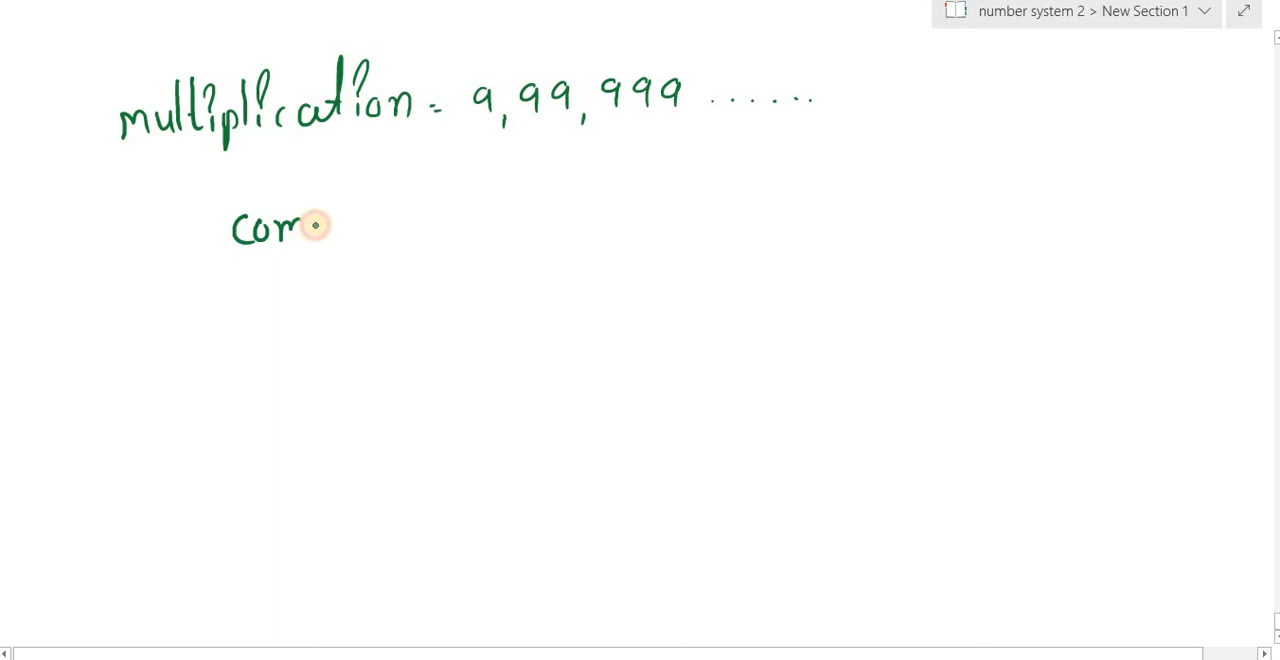 number system 2 > New Section 1
multiplication = 9, 99, 999 ......
com